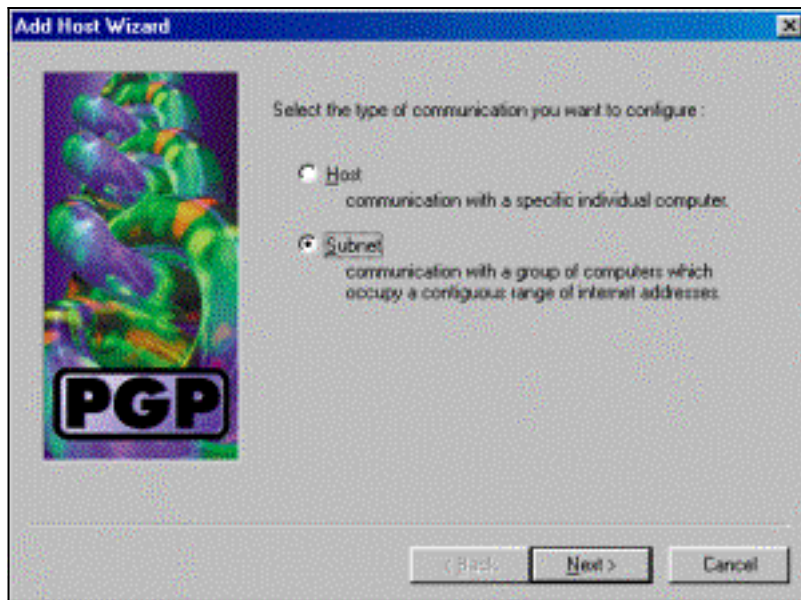 Add Host Wizard
Select the type of communication you want to configure :
Host
communication with a specific individual computer.
Subnet
communication with a group of computers which
occupy a contiguous range of internet addresses.
PGP
< Back
Next >
Cancel